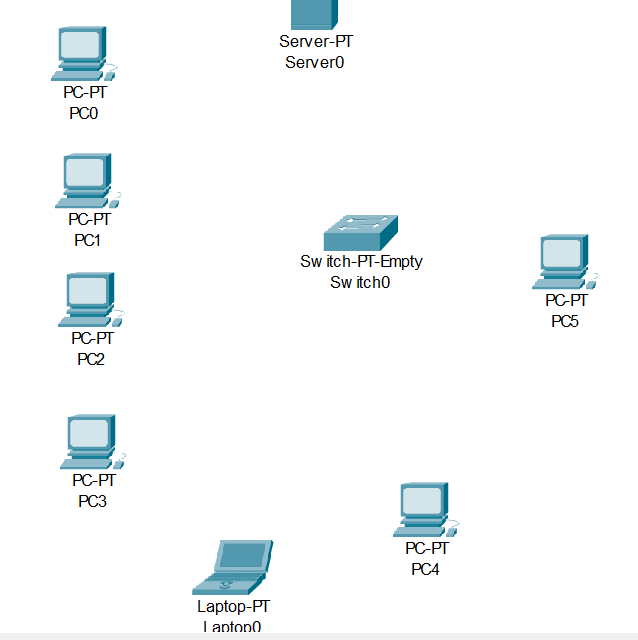 Server-PT
Server0
PC-PT
PC0
PC-PT
PC1
Switch-PT-Empty
Switch0
PC-PT
PC5
PC-PT
PC2
PC-PT
PC3
PC-PT
PC4
Laptop-PT
Laptop0